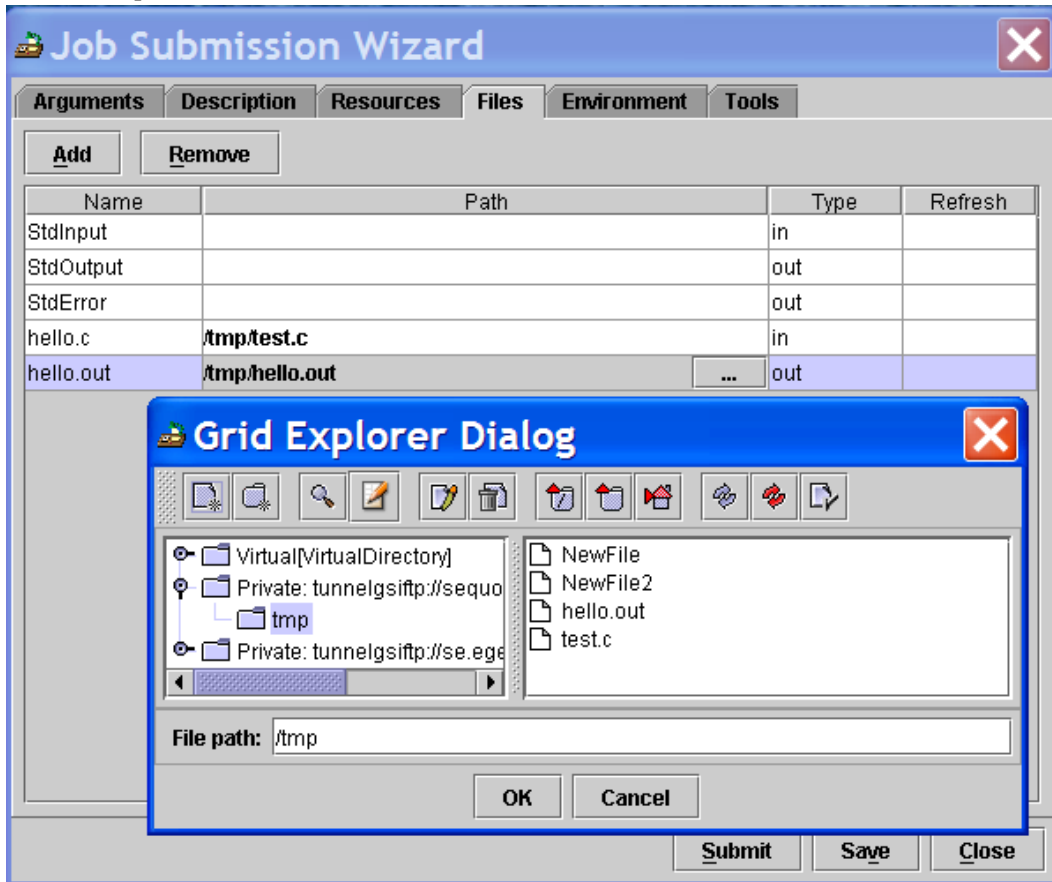 Job Submission Wizard
Arguments Description Resources Files Environment Tools
Add Remove
Name Path Type Refresh
StdInput in
StdOutput out
StdError out
hello.c /tmp/test.c in
hello.out /tmp/hello.out ... out
Grid Explorer Dialog
Virtual[VirtualDirectory]
Private: tunnelgsiftp://sequo
tmp
Private: tunnelgsiftp://se.ege
NewFile
NewFile2
hello.out
test.c
File path: /tmp
OK Cancel
Submit Save Close